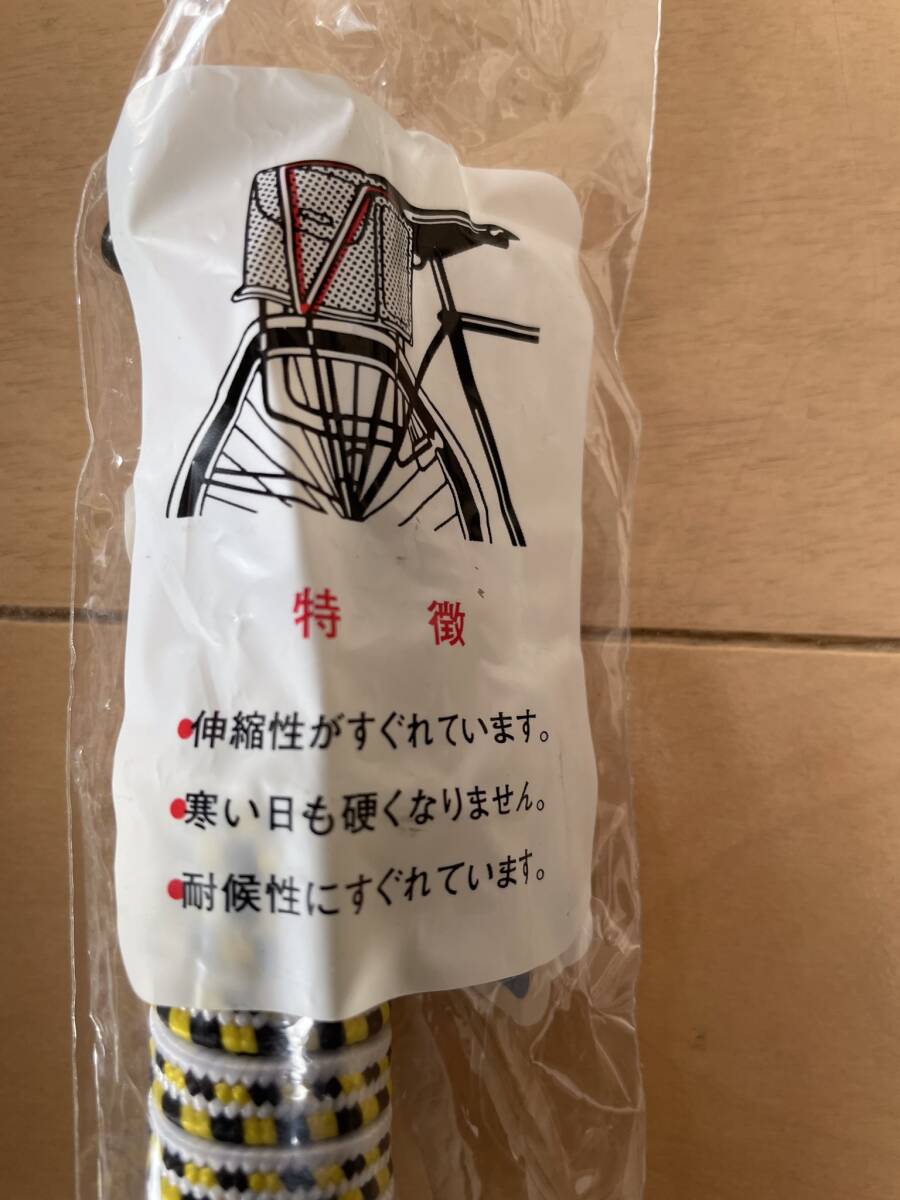 特 徴
●伸縮性がすぐれています。
●寒い日も硬くなりません。
●耐候性にすぐれています。